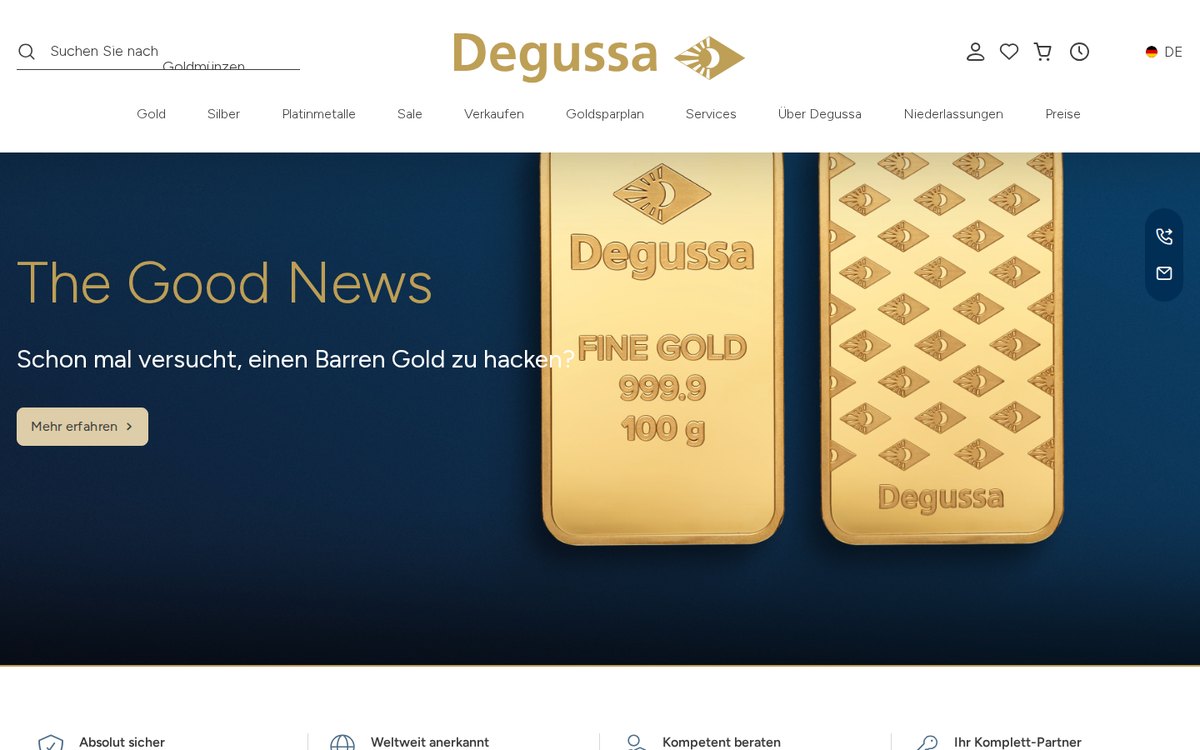 Suchen Sie nach
Goldmünzen
Degussa
DE
Gold
Silber
Platinmetalle
Sale
Verkaufen
Goldsparplan
Services
Über Degussa
Niederlassungen
Preise
The Good News
Schon mal versucht, einen Barren Gold zu hacken?
Mehr erfahren
Degussa
FINE GOLD
999.9
100 g
Degussa
Absolut sicher
Weltweit anerkannt
Kompetent beraten
Ihr Komplett-Partner